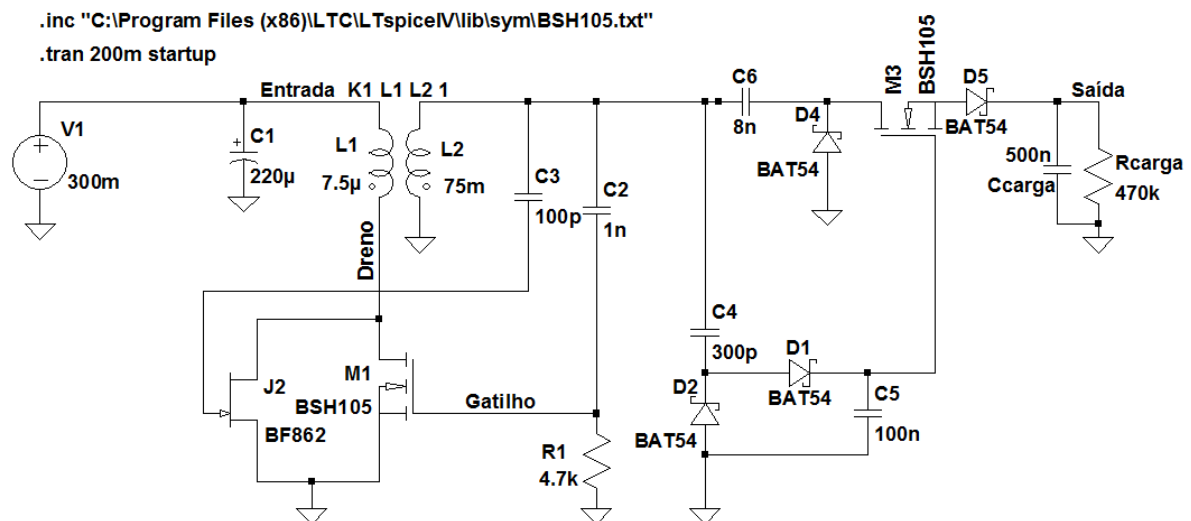 .inc "C:\Program Files (x86)\LTC\LTspiceIV\lib\sym\BSH105.txt"
.tran 200m startup
Entrada K1 L1 L2 1
V1
300m
C1
220µ
L1
7.5µ
L2
75m
C3
100p
C2
1n
C6
8n
D4
BAT54
M3
BSH105
D5
BAT54
Saída
500n
Ccarga
Rcarga
470k
Dreno
C4
300p
D1
BAT54
D2
BAT54
C5
100n
J2
BF862
M1
BSH105
Gatilho
R1
4.7k